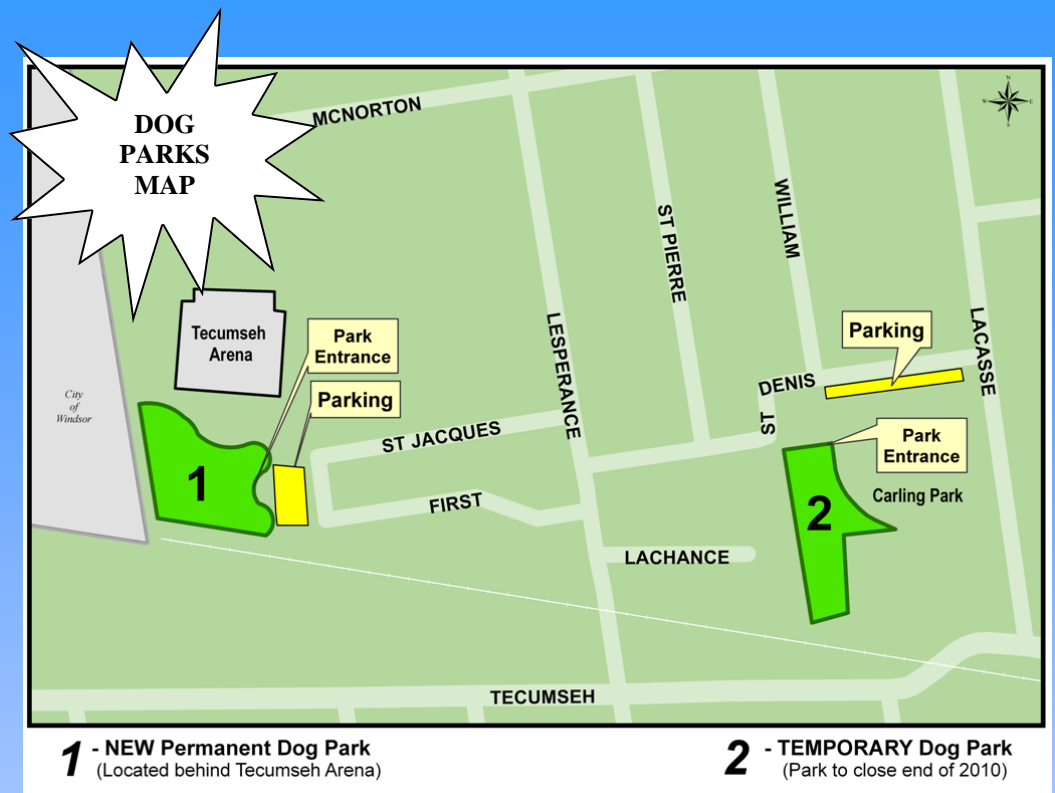 DOG
PARKS
MAP
MCNORTON
N
W
E
S
WILLIAM
ST PIERRE
Tecumseh
Arena
Park
Entrance
Parking
City
of
Windsor
LESPERANCE
LACASSE
Parking
DENIS
ST
ST JACQUES
Park
Entrance
1
FIRST
2
Carling Park
LACHANCE
TECUMSEH
1 - NEW Permanent Dog Park
(Located behind Tecumseh Arena)
2 - TEMPORARY Dog Park
(Park to close end of 2010)